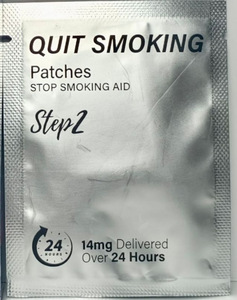 QUIT SMOKING
Patches
STOP SMOKING AID
Step2
24
HOURS
14mg Delivered
Over 24 Hours